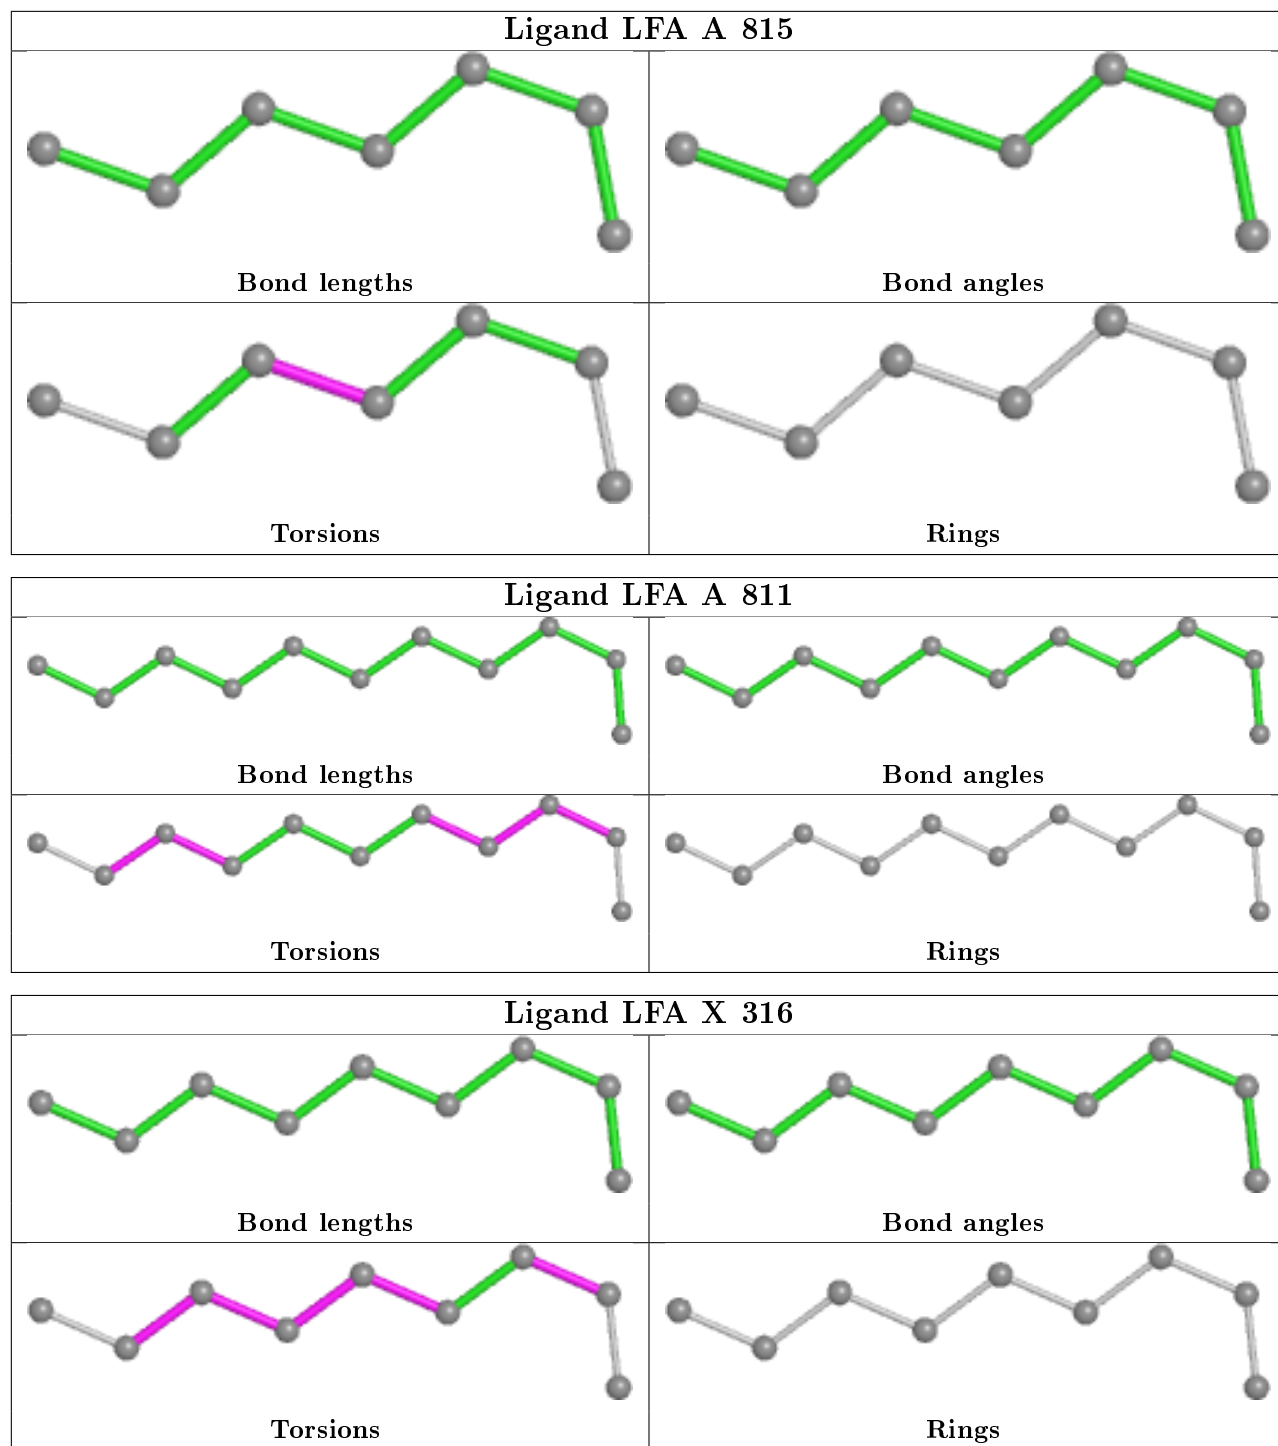 Ligand LFA A 815
Bond lengths
Bond angles
Torsions
Rings
Ligand LFA A 811
Bond lengths
Bond angles
Torsions
Rings
Ligand LFA X 316
Bond lengths
Bond angles
Torsions
Rings